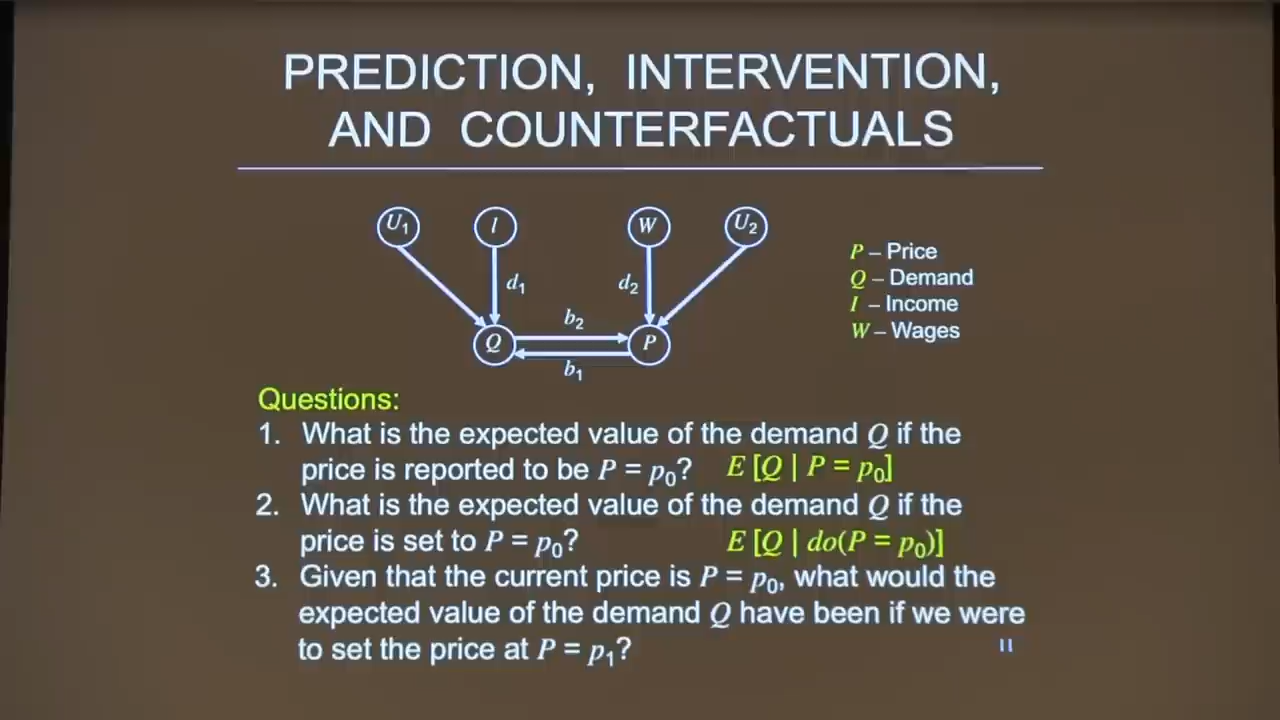 PREDICTION, INTERVENTION,
AND COUNTERFACTUALS
U₁ I W U₂
P – Price
Q – Demand
I – Income
W – Wages
d₁ d₂
b₂
Q P
b₁
Questions:
1. What is the expected value of the demand Q if the
price is reported to be P = p₀? E [Q | P = p₀]
2. What is the expected value of the demand Q if the
price is set to P = p₀? E [Q | do(P = p₀)]
3. Given that the current price is P = p₀, what would the
expected value of the demand Q have been if we were
to set the price at P = p₁?
11